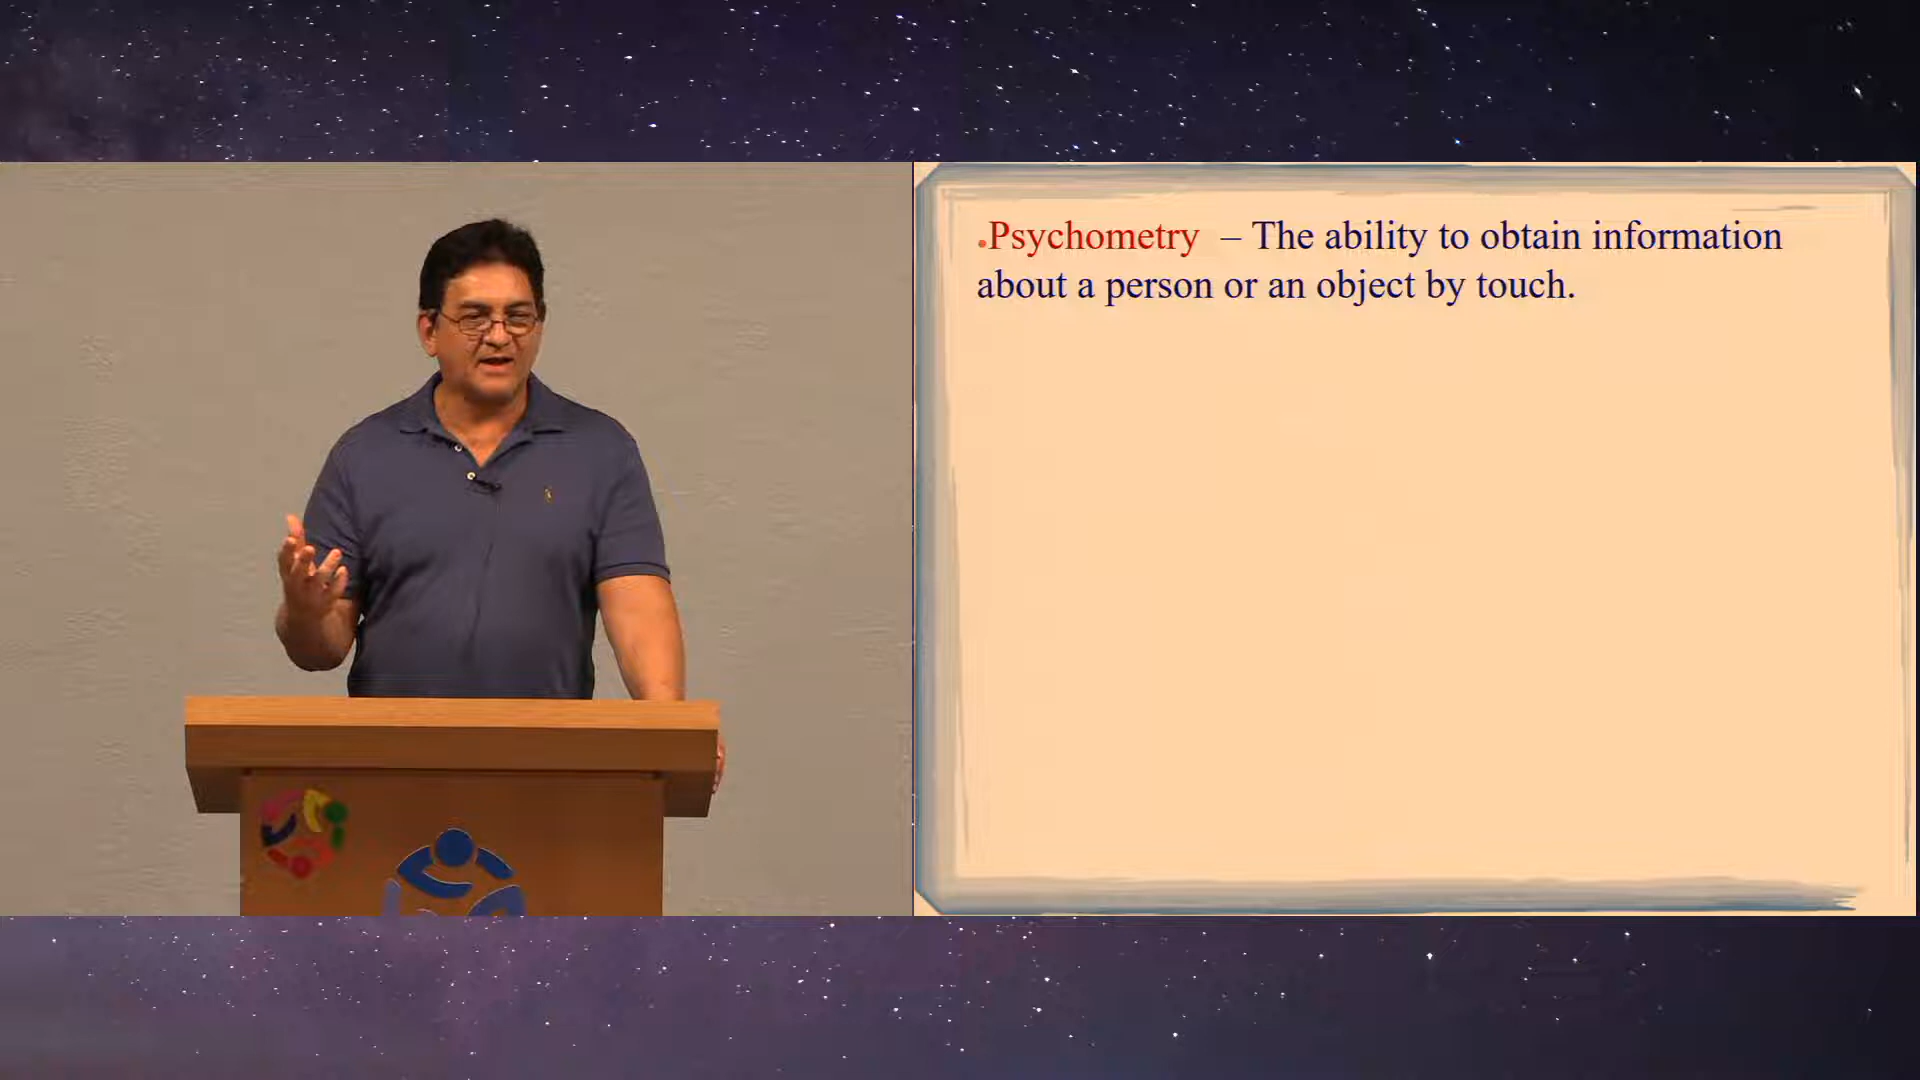 •Psychometry – The ability to obtain information
about a person or an object by touch.